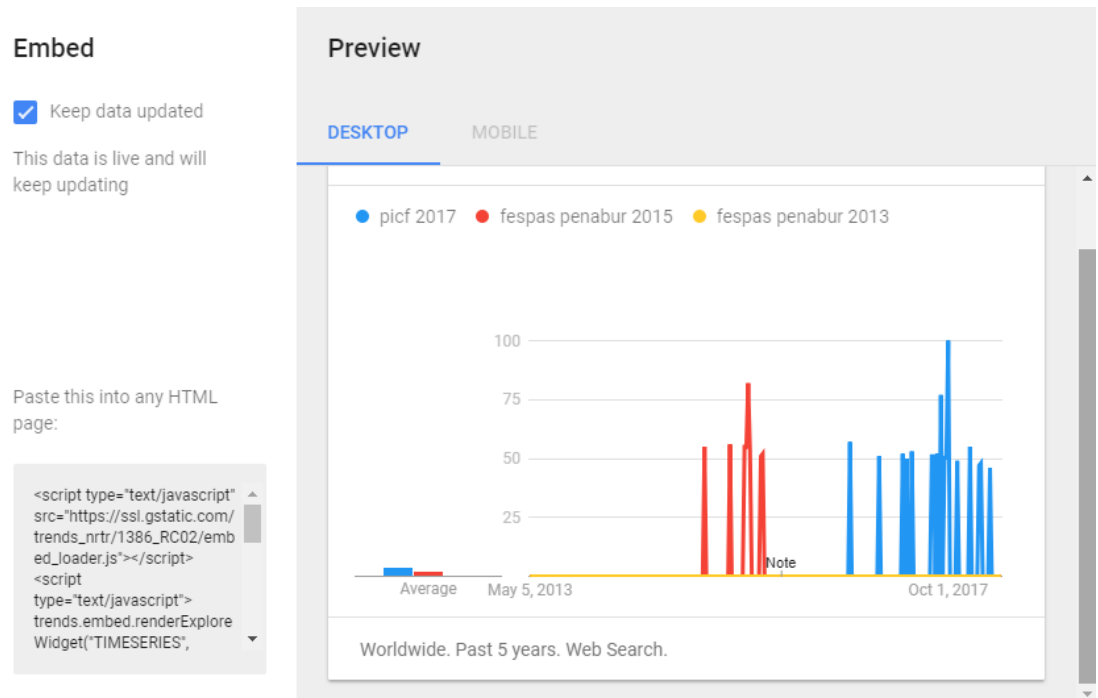 Embed
Keep data updated
This data is live and will
keep updating
Paste this into any HTML
page:
<script type="text/javascript"
src="https://ssl.gstatic.com/
trends_nrtr/1386_RC02/emb
ed_loader.js"></script>
<script
type="text/javascript">
trends.embed.renderExplore
Widget("TIMESERIES",
Preview
DESKTOP MOBILE
picf 2017 fespas penabur 2015 fespas penabur 2013
100
75
50
25
Note
Average May 5, 2013 Oct 1, 2017
Worldwide. Past 5 years. Web Search.